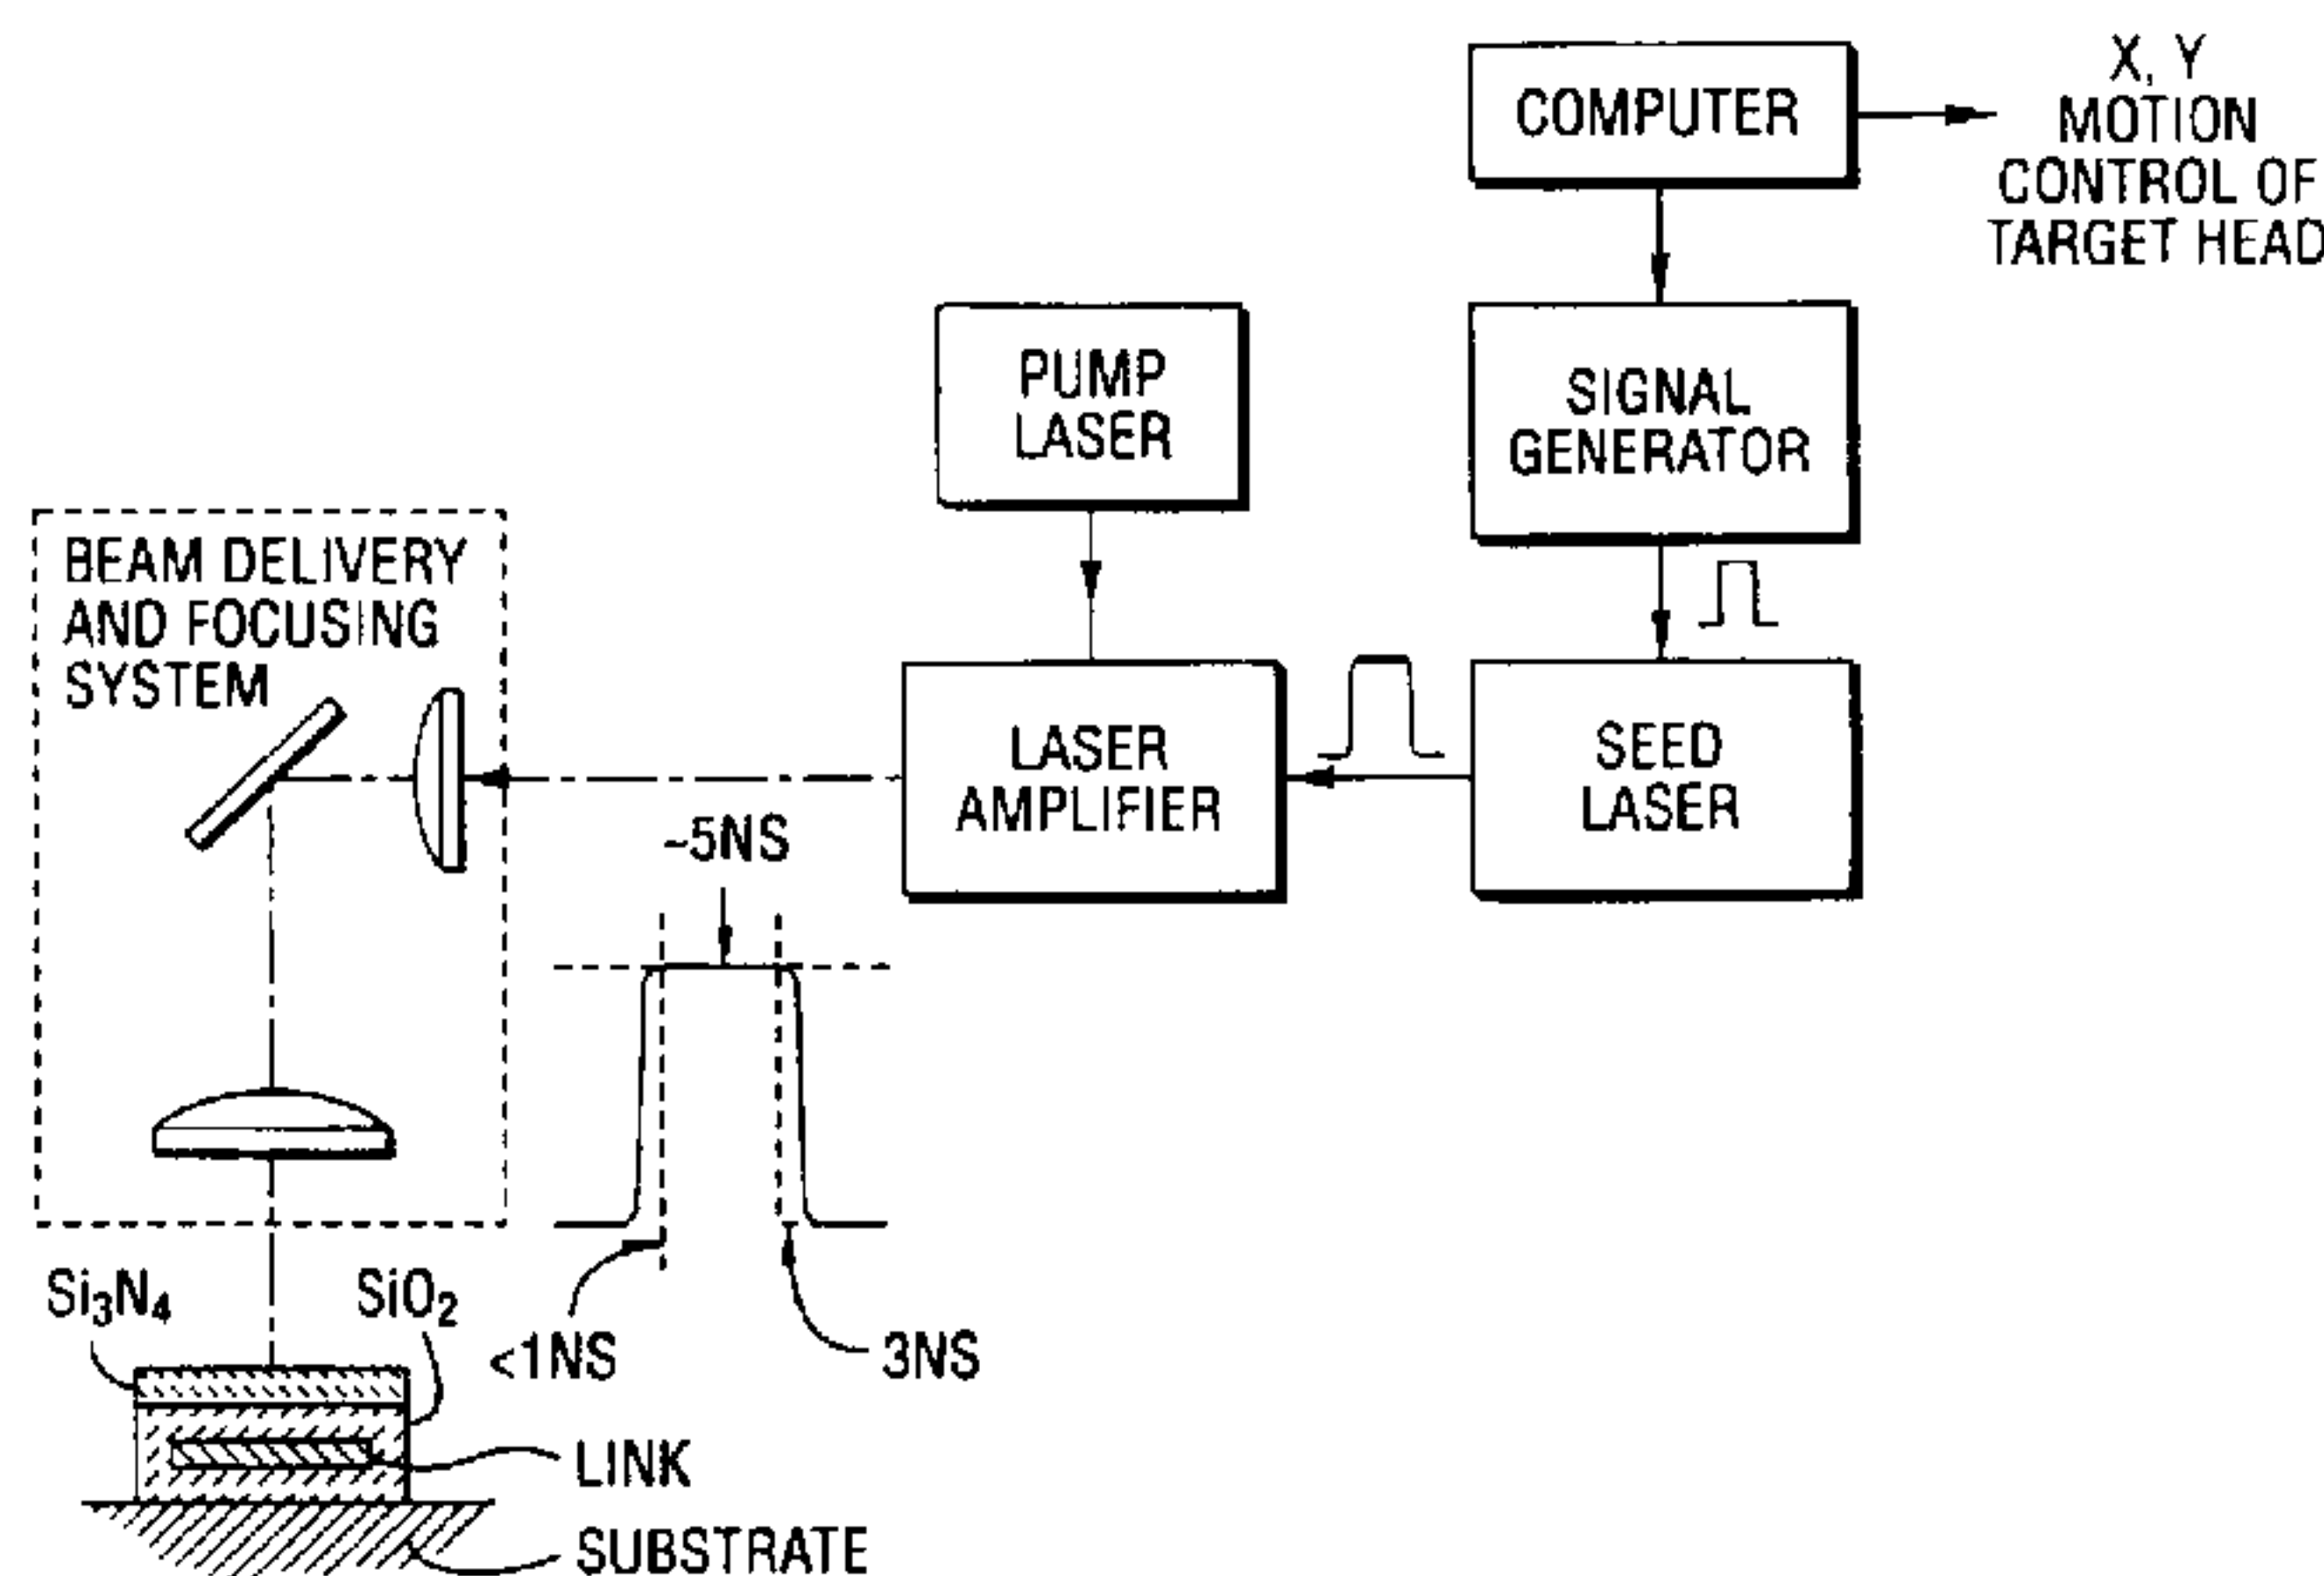 COMPUTER
X, Y
MOTION
CONTROL OF
TARGET HEAD
PUMP
LASER
SIGNAL
GENERATOR
BEAM DELIVERY
AND FOCUSING
SYSTEM
LASER
AMPLIFIER
SEED
LASER
~5NS
Si₃N₄
SiO₂
<1NS
3NS
LINK
SUBSTRATE